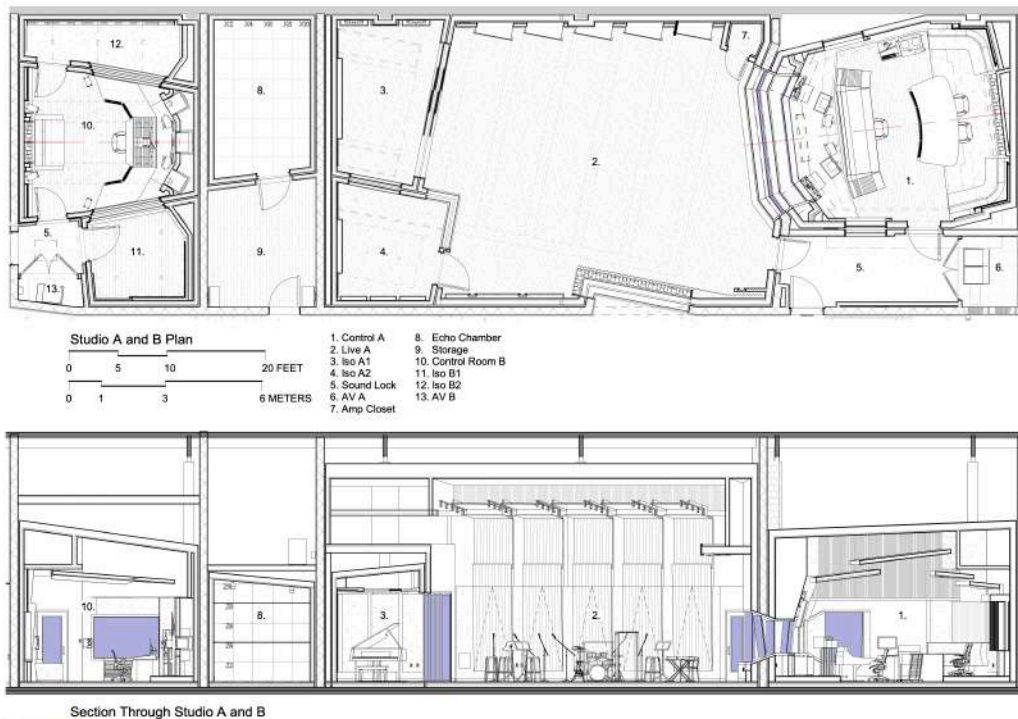 12.
10.
5.
13.
11.
8.
9.
3.
4.
2.
7.
1.
5.
6.
Studio A and B Plan
0 5 10 20 FEET
0 1 3 6 METERS
1. Control A
2. Live A
3. Iso A1
4. Iso A2
5. Sound Lock
6. AV A
7. Amp Closet
8. Echo Chamber
9. Storage
10. Control Room B
11. Iso B1
12. Iso B2
13. AV B
10.
8.
3.
2.
1.
Section Through Studio A and B